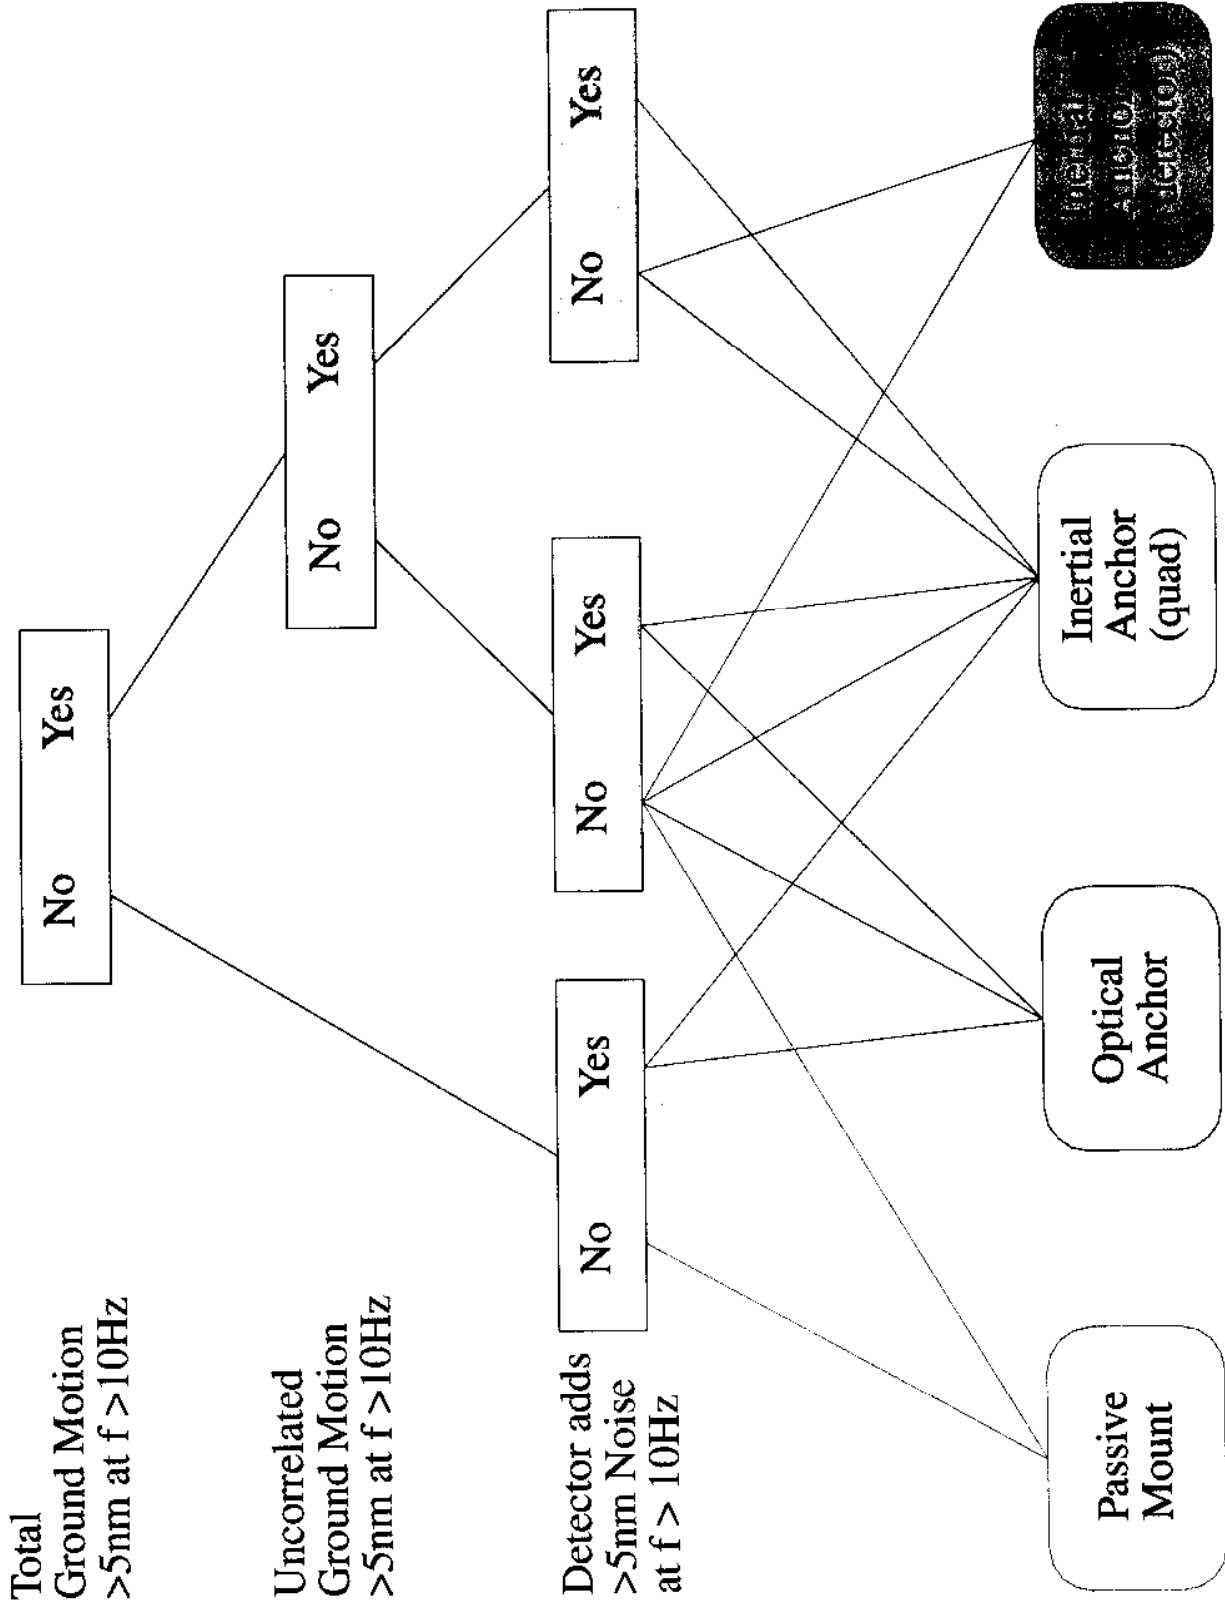 Total
Ground Motion
>5nm at f >10Hz
No Yes
Uncorrelated
Ground Motion
>5nm at f >10Hz
No Yes
Detector adds
>5nm Noise
at f > 10Hz
No Yes
No Yes
No Yes
Passive
Mount
Optical
Anchor
Inertial
Anchor
(quad)